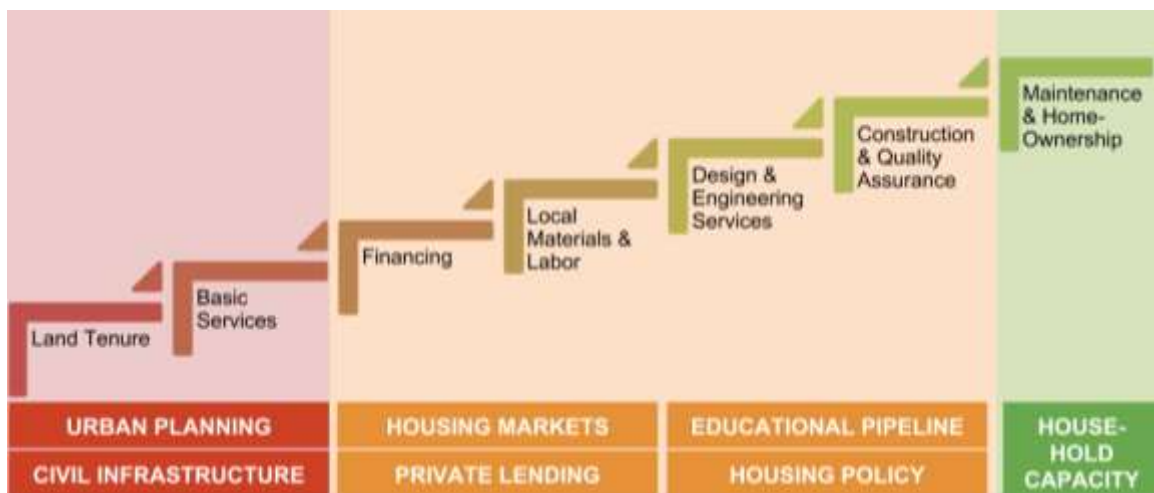 Land Tenure
Basic
Services
Financing
Local
Materials &
Labor
Design &
Engineering
Services
Construction
& Quality
Assurance
Maintenance
& Home-
Ownership
URBAN PLANNING
CIVIL INFRASTRUCTURE
HOUSING MARKETS
PRIVATE LENDING
EDUCATIONAL PIPELINE
HOUSING POLICY
HOUSE-
HOLD
CAPACITY